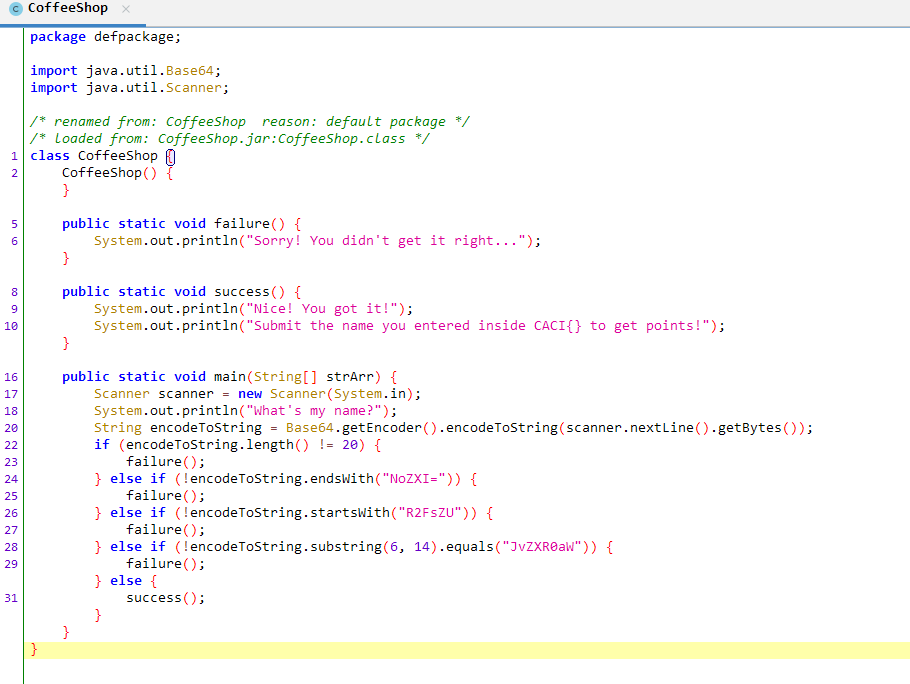 CoffeeShop
package defpackage;
import java.util.Base64;
import java.util.Scanner;
/* renamed from: CoffeeShop  reason: default package */
/* loaded from: CoffeeShop.jar:CoffeeShop.class */
1 class CoffeeShop {
2     CoffeeShop() {
    }
5     public static void failure() {
6         System.out.println("Sorry! You didn't get it right...");
    }
8     public static void success() {
9         System.out.println("Nice! You got it!");
10         System.out.println("Submit the name you entered inside CACI{} to get points!");
    }
16     public static void main(String[] strArr) {
17         Scanner scanner = new Scanner(System.in);
18         System.out.println("What's my name?");
20         String encodeToString = Base64.getEncoder().encodeToString(scanner.nextLine().getBytes());
22         if (encodeToString.length() != 20) {
23             failure();
24         } else if (!encodeToString.endsWith("NoZXI=")) {
25             failure();
26         } else if (!encodeToString.startsWith("R2FsZU")) {
27             failure();
28         } else if (!encodeToString.substring(6, 14).equals("JvZXR0aW")) {
29             failure();
        } else {
31             success();
        }
    }
}